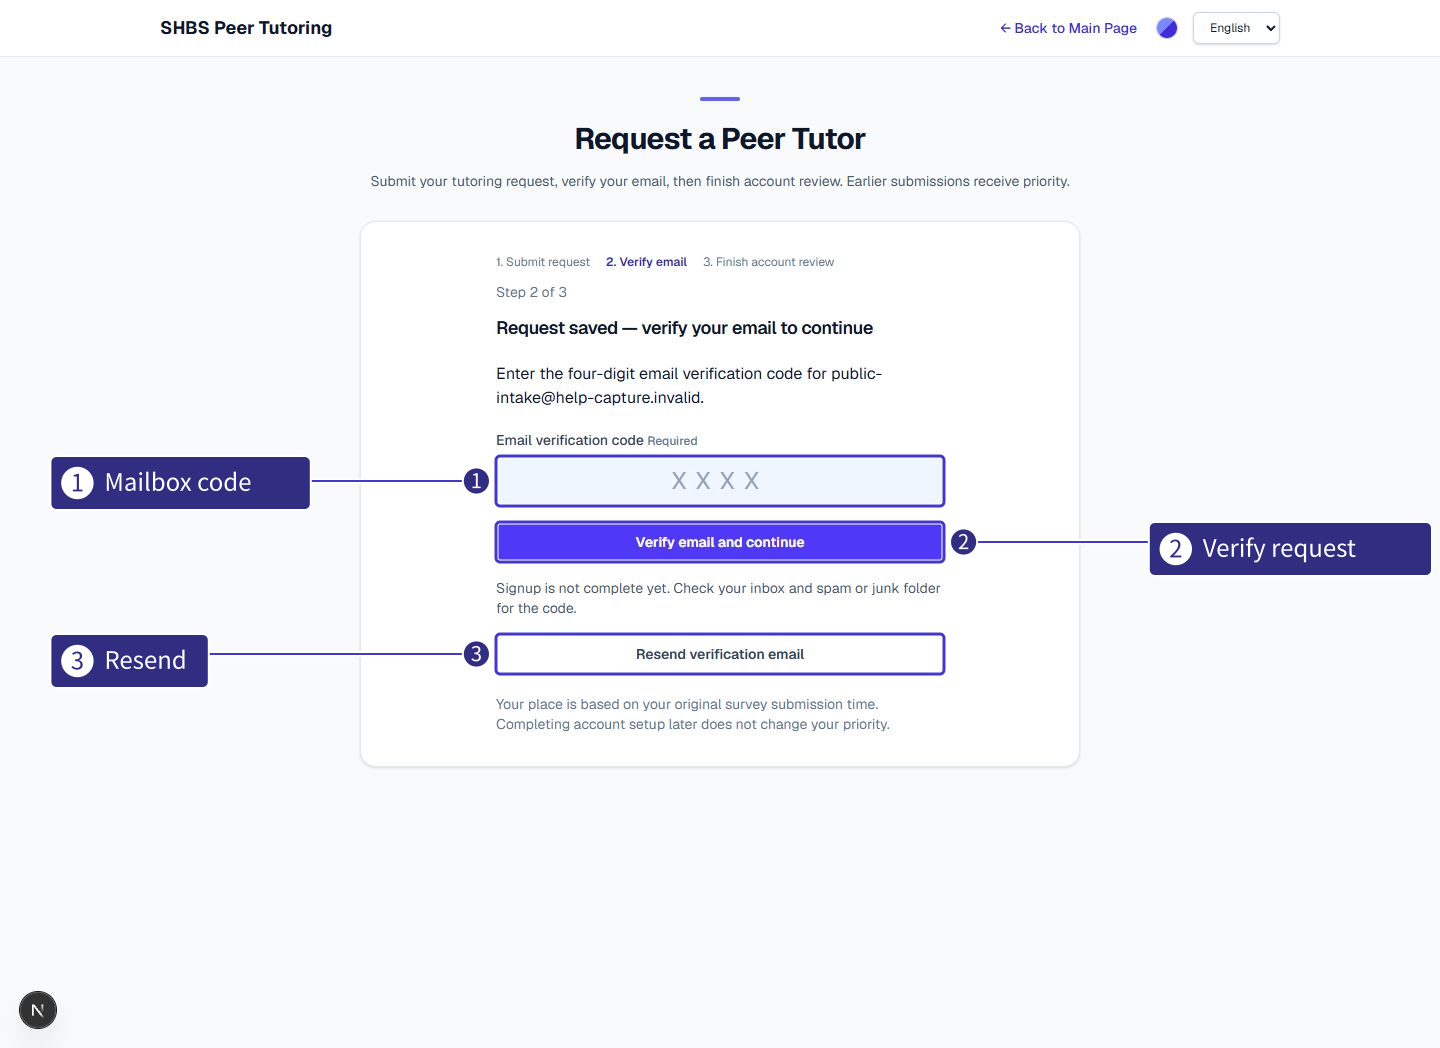 SHBS Peer Tutoring
← Back to Main Page
English
Request a Peer Tutor
Submit your tutoring request, verify your email, then finish account review. Earlier submissions receive priority.
1. Submit request 2. Verify email 3. Finish account review
Step 2 of 3
Request saved — verify your email to continue
Enter the four-digit email verification code for public-
intake@help-capture.invalid.
Email verification code Required
1 Mailbox code
1
X X X X
Verify email and continue
2
2 Verify request
Signup is not complete yet. Check your inbox and spam or junk folder
for the code.
3 Resend
3
Resend verification email
Your place is based on your original survey submission time.
Completing account setup later does not change your priority.
N